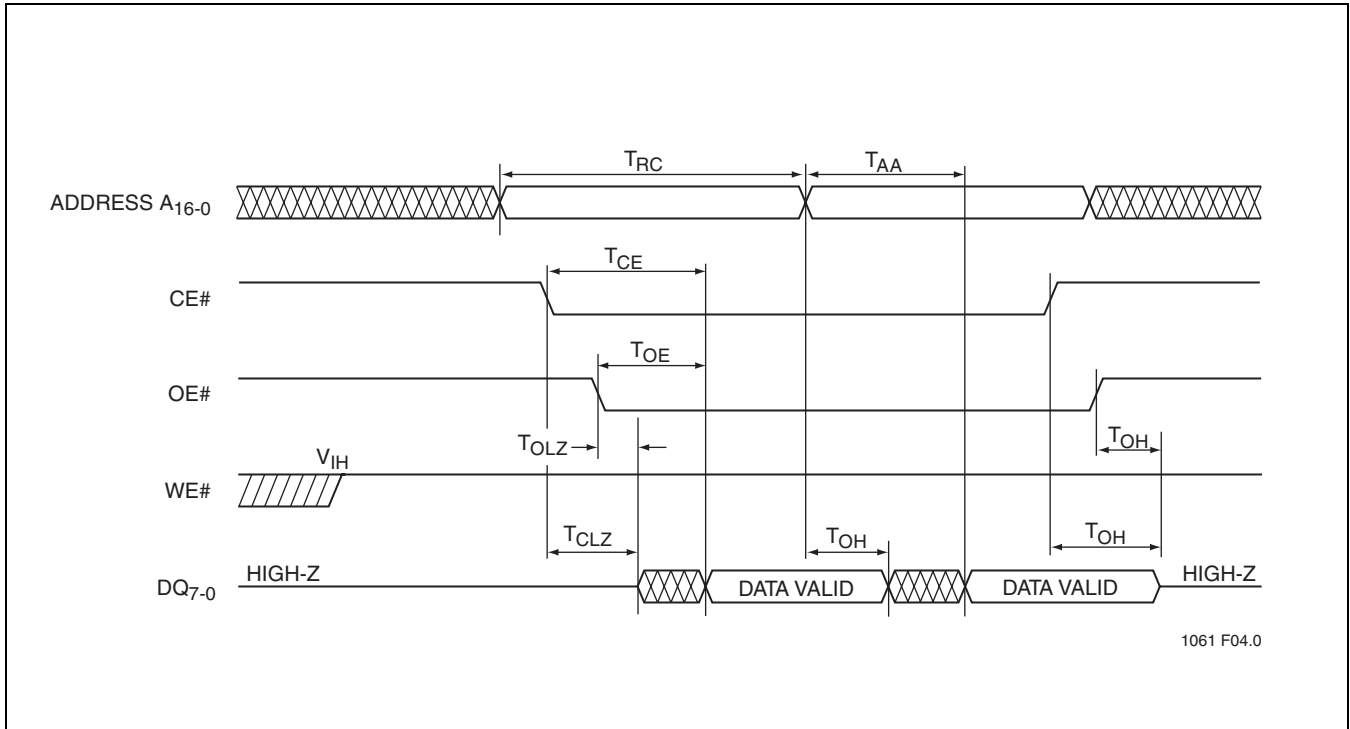 TRC TAA
ADDRESS A16-0
TCE
CE#
TOE
OE#
TOLZ TOH
VIH
WE#
TCLZ TOH TOH
HIGH-Z HIGH-Z
DQ7-0 DATA VALID DATA VALID
1061 F04.0